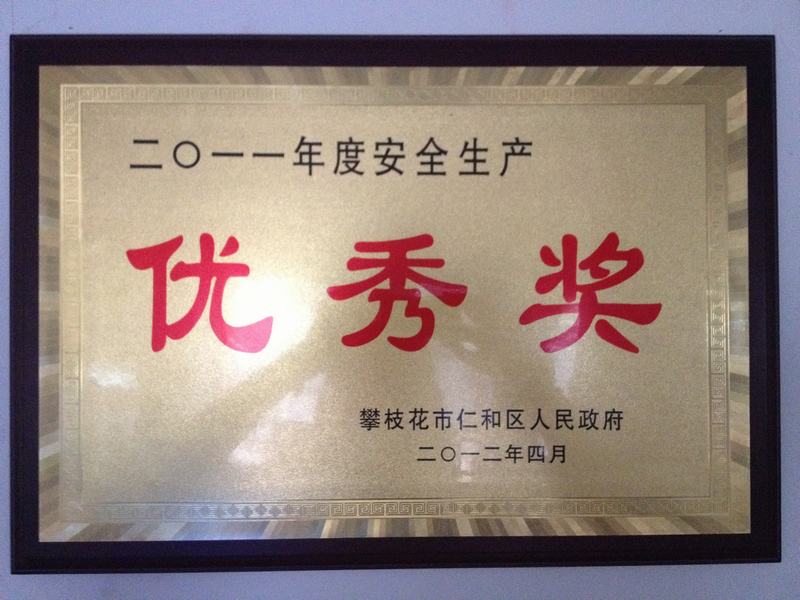 二〇一一年度安全生产
优秀奖
攀枝花市仁和区人民政府
二〇一二年四月